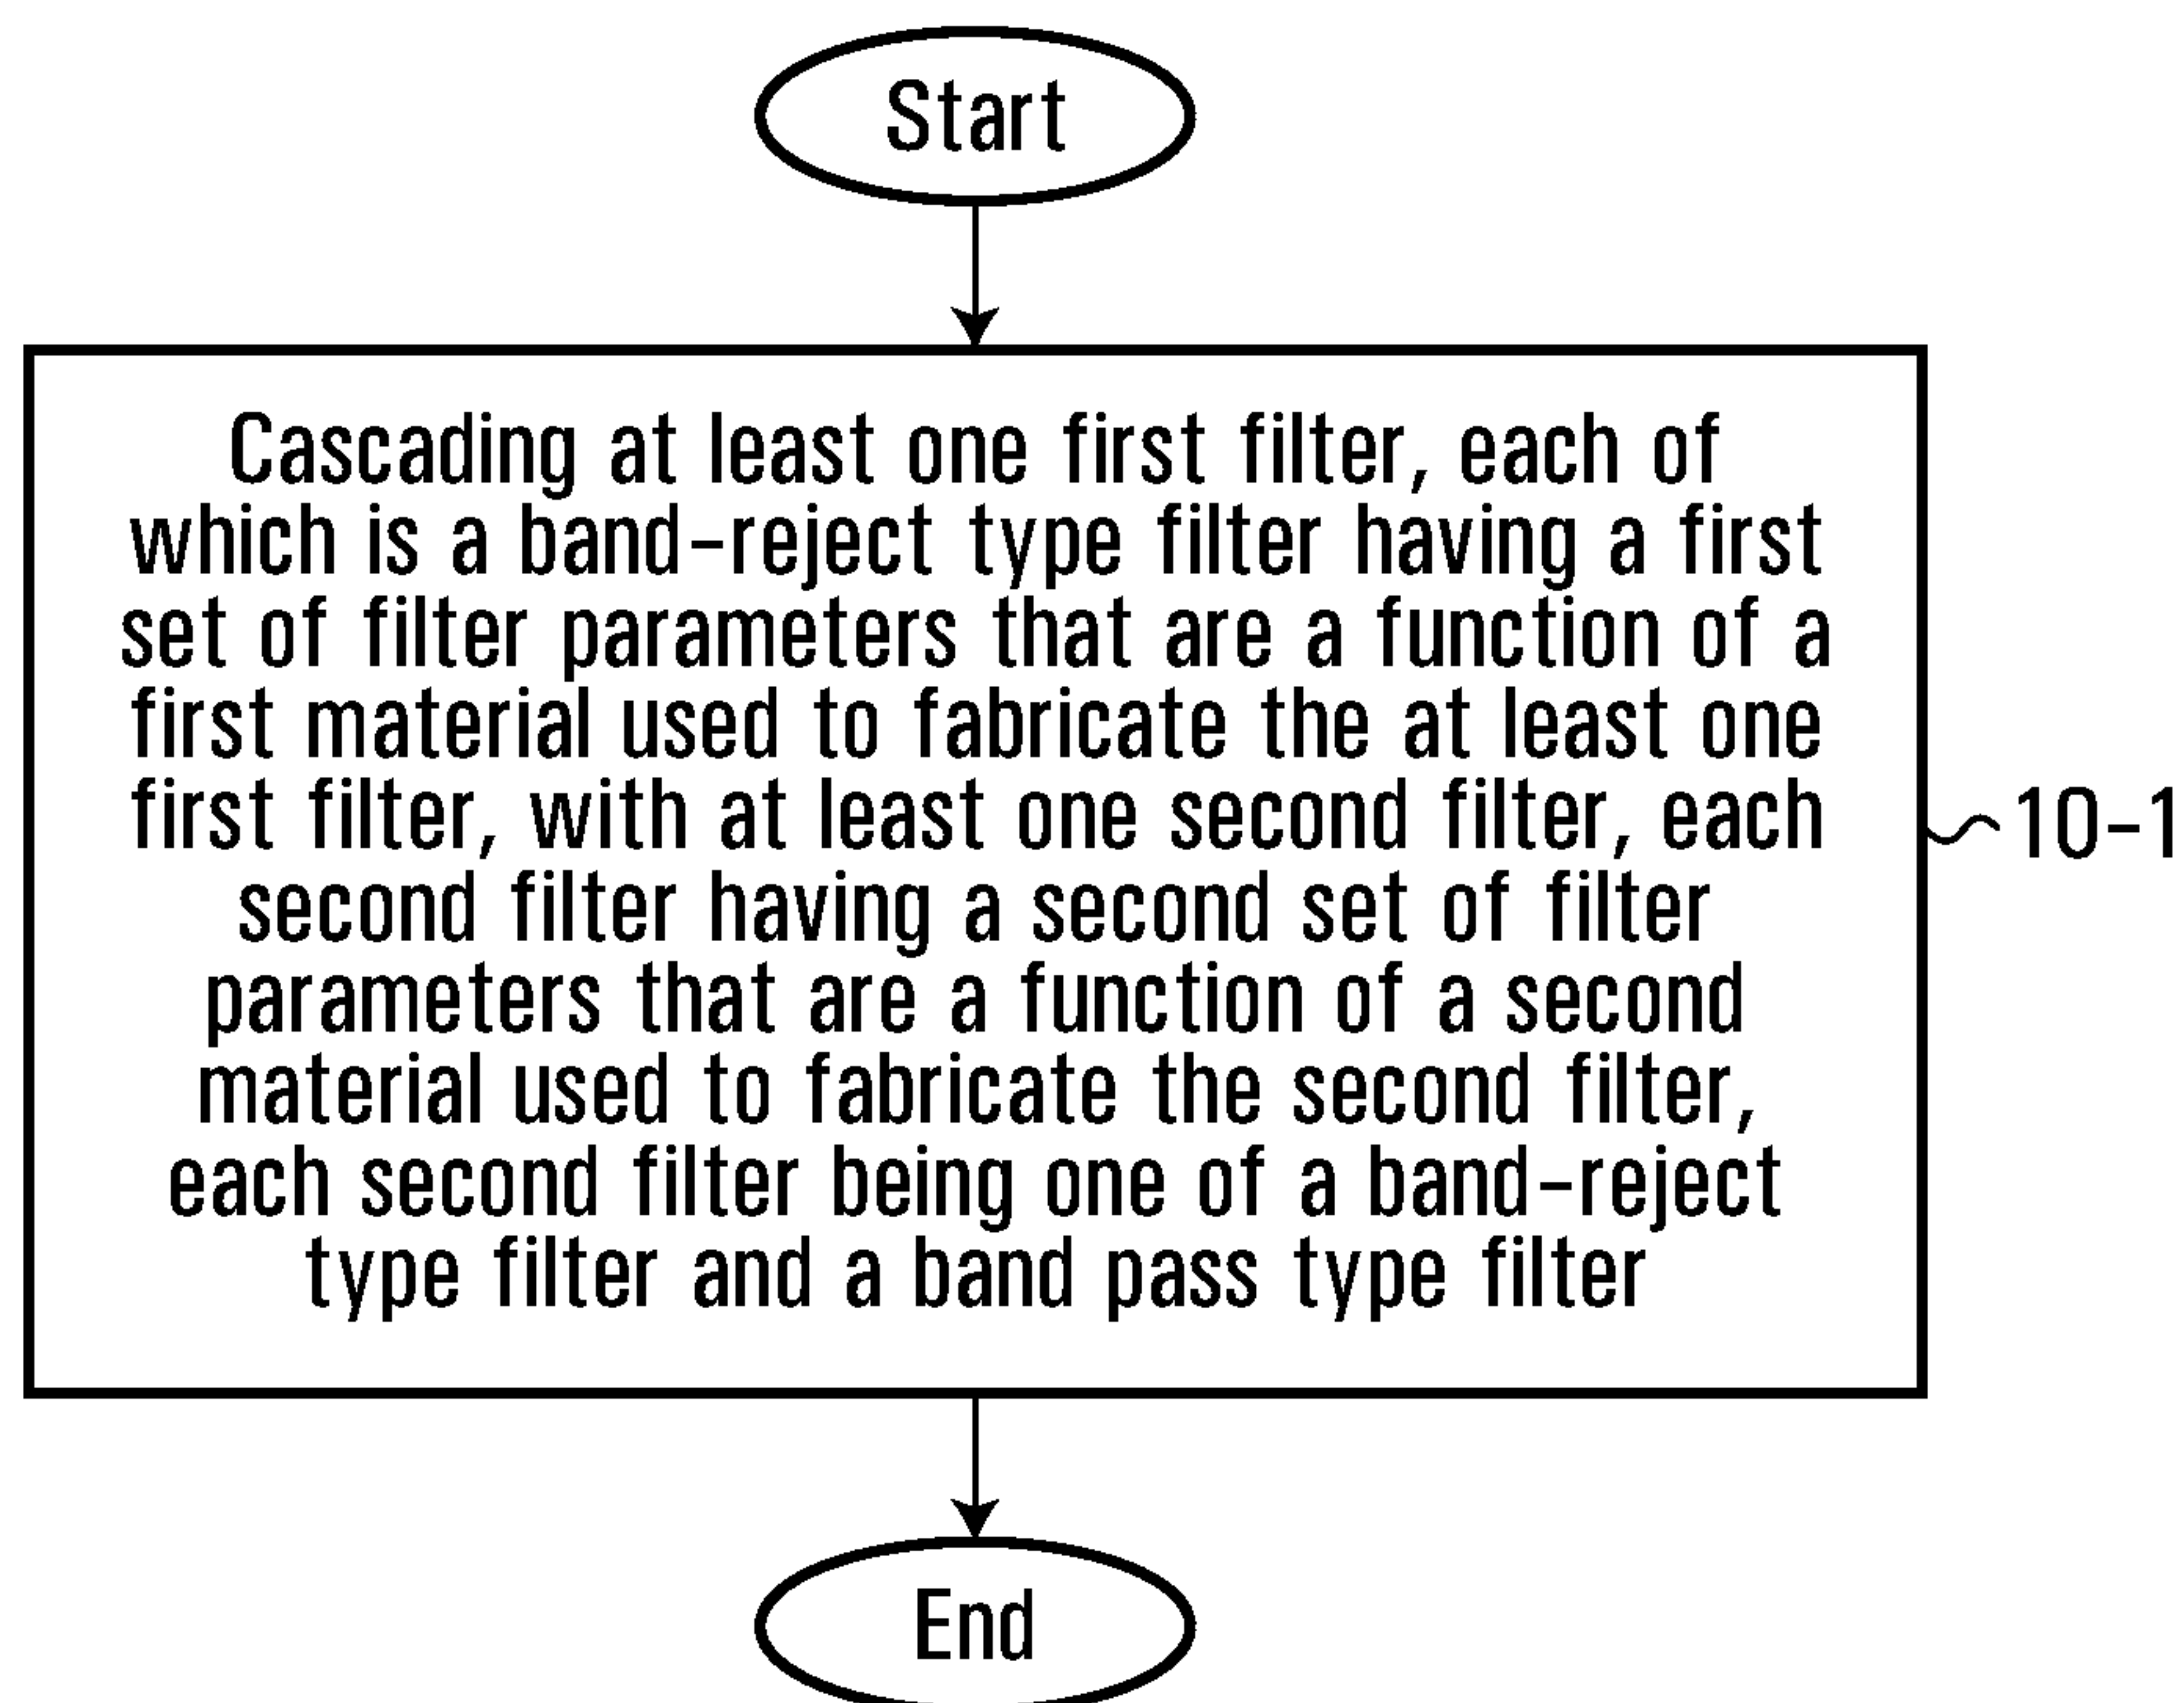 Start
Cascading at least one first filter, each of
which is a band-reject type filter having a first
set of filter parameters that are a function of a
first material used to fabricate the at least one
first filter, with at least one second filter, each
second filter having a second set of filter
parameters that are a function of a second
material used to fabricate the second filter,
each second filter being one of a band-reject
type filter and a band pass type filter
10-1
End